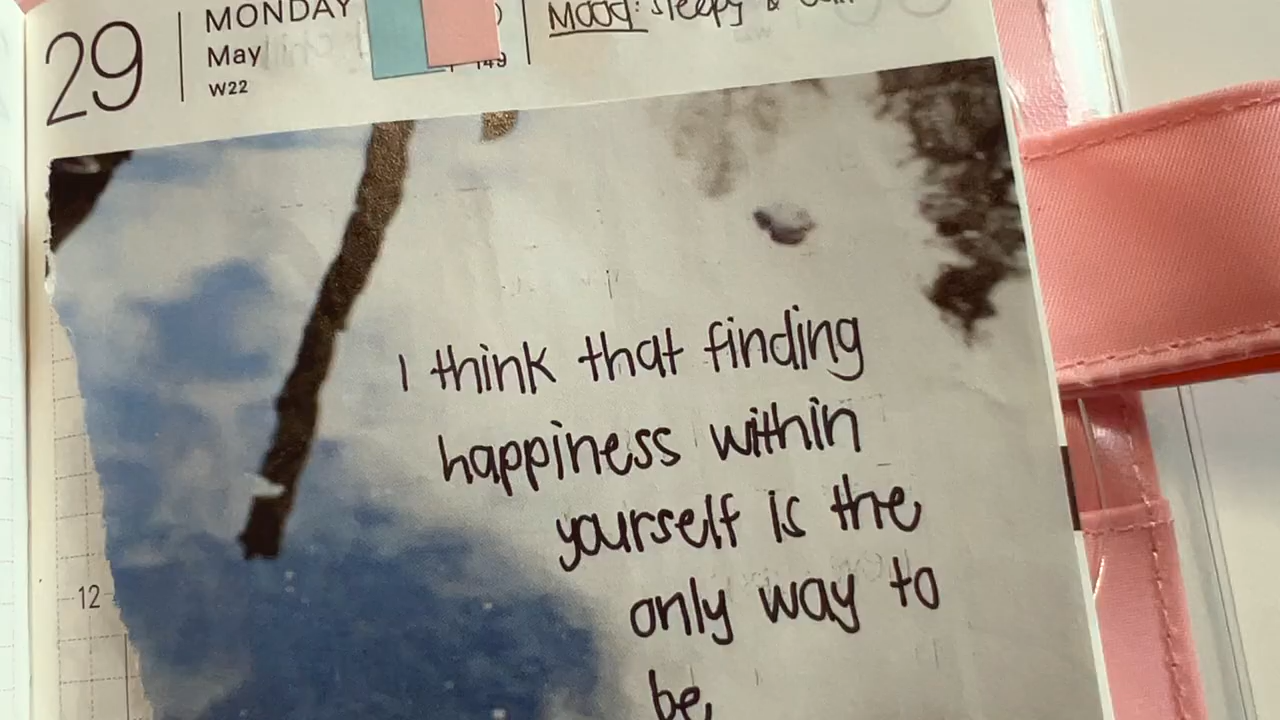 29
MONDAY
May
W22
149
Mood: sleepy &
I think that finding
happiness within
yourself is the
only way to
be
12